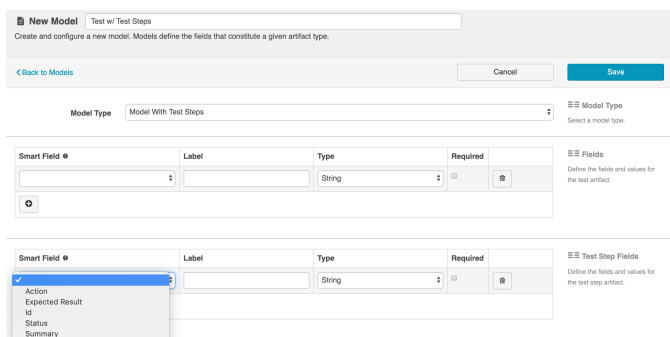 New Model Test w/ Test Steps
Create and configure a new model. Models define the fields that constitute a given artifact type.
Back to Models Cancel Save
Model Type Model With Test Steps
Model Type
Select a model type.
Smart Field Label Type Required
String
Fields
Define the fields and values for
the test artifact.
Smart Field Label Type Required
String
Test Step Fields
Define the fields and values for
the test step artifact.
Action
Expected Result
Id
Status
Summary